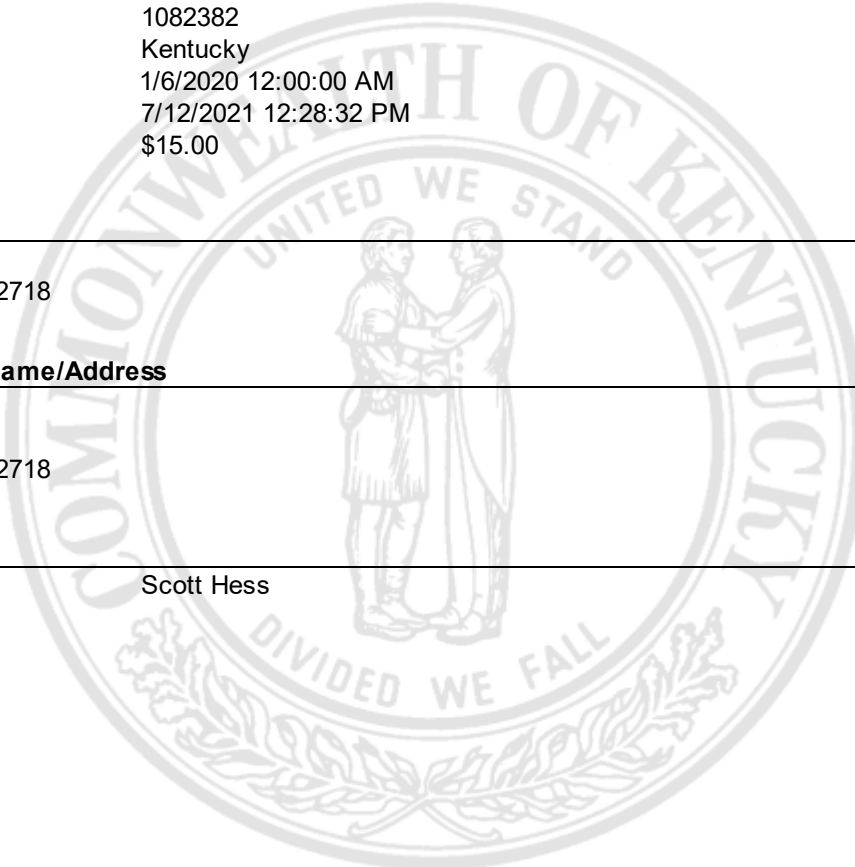 1082382
Kentucky
1/6/2020 12:00:00 AM
7/12/2021 12:28:32 PM
$15.00
2718
ame/Address
2718
Scott Hess
COMMONWEALTH OF KENTUCKY
UNITED WE STAND
DIVIDED WE FALL